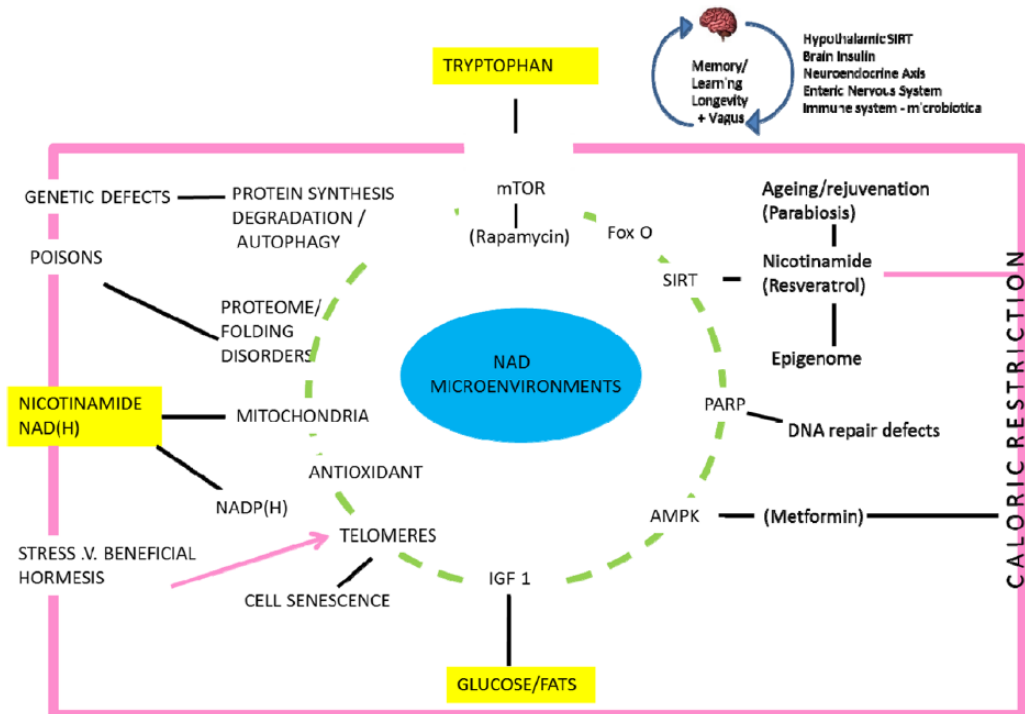 TRYPTOPHAN
Memory/
Learning
Longevity
+ Vagus
Hypothalamic SIRT
Brain Insulin
Neuroendocrine Axis
Enteric Nervous System
Immune system - microbiotica
GENETIC DEFECTS
PROTEIN SYNTHESIS
DEGRADATION /
AUTOPHAGY
POISONS
PROTEOME/
FOLDING
DISORDERS
NICOTINAMIDE
NAD(H)
MITOCHONDRIA
ANTIOXIDANT
NADP(H)
STRESS .V. BENEFICIAL
HORMESIS
TELOMERES
CELL SENESCENCE
mTOR
(Rapamycin)
Fox O
SIRT
NAD
MICROENVIRONMENTS
PARP
AMPK
IGF 1
GLUCOSE/FATS
Ageing/rejuvenation
(Parabiosis)
Nicotinamide
(Resveratrol)
Epigenome
DNA repair defects
(Metformin)
CALORIC RESTRICTION